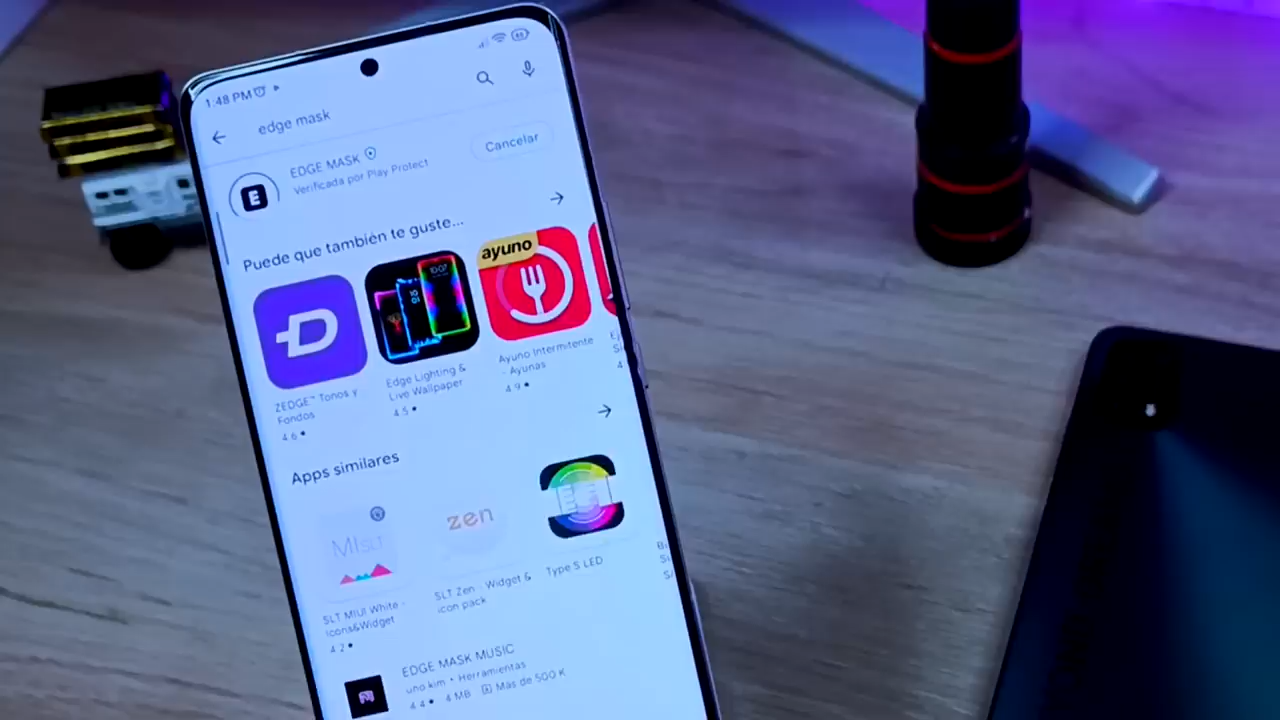 1:48 PM
edge mask
EDGE MASK
Verificada por Play Protect
Cancelar
E
Puede que también te guste...
ayuno
10:07
ZEDGE™ Tonos y
Fondos
4.6
Edge Lighting &
Live Wallpaper
4.5
Ayuno Intermitente
- Ayunas
4.9
Apps similares
MISLT
zen
SLT MIUI White -
Icons&Widget
4.2
SLT Zen - Widget &
icon pack
Type S LED
EDGE MASK MUSIC
uno kim • Herramientas
4.4 4 MB Más de 500 K